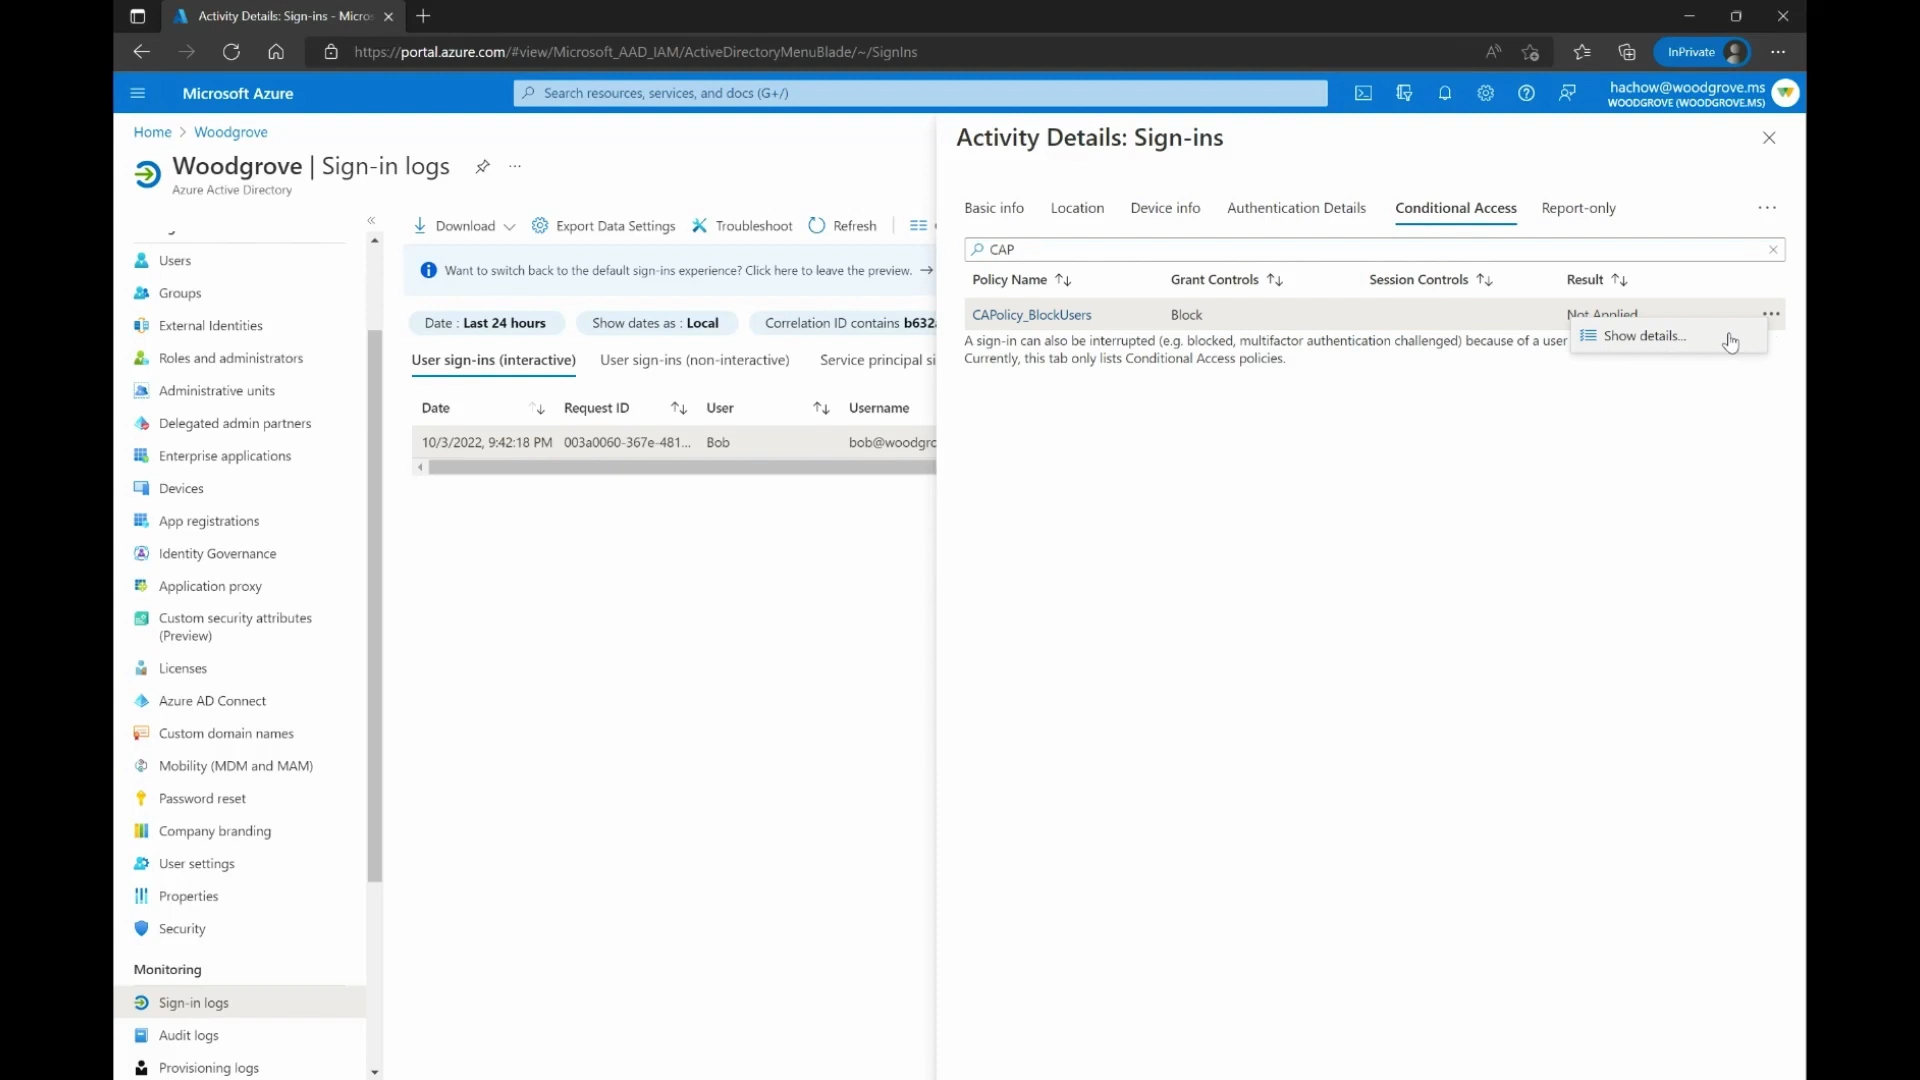 Activity Details: Sign-ins - Micros
https://portal.azure.com/#view/Microsoft_AAD_IAM/ActiveDirectoryMenuBlade/~/SignIns
InPrivate
Microsoft Azure
Search resources, services, and docs (G+/)
hachow@woodgrove.ms
WOODGROVE (WOODGROVE.MS)
Home > Woodgrove
Woodgrove | Sign-in logs
Azure Active Directory
Users
Groups
External Identities
Roles and administrators
Administrative units
Delegated admin partners
Enterprise applications
Devices
App registrations
Identity Governance
Application proxy
Custom security attributes
(Preview)
Licenses
Azure AD Connect
Custom domain names
Mobility (MDM and MAM)
Password reset
Company branding
User settings
Properties
Security
Monitoring
Sign-in logs
Audit logs
Provisioning logs
Download
Export Data Settings
Troubleshoot
Refresh
Want to switch back to the default sign-ins experience? Click here to leave the preview. →
Date : Last 24 hours
Show dates as : Local
Correlation ID contains b632
User sign-ins (interactive)
User sign-ins (non-interactive)
Service principal si
Date
Request ID
User
Username
10/3/2022, 9:42:18 PM
003a0060-367e-481...
Bob
bob@woodgro
Activity Details: Sign-ins
Basic info
Location
Device info
Authentication Details
Conditional Access
Report-only
CAP
Policy Name
Grant Controls
Session Controls
Result
CAPolicy_BlockUsers
Block
Not Applied
Show details...
A sign-in can also be interrupted (e.g. blocked, multifactor authentication challenged) because of a user
Currently, this tab only lists Conditional Access policies.